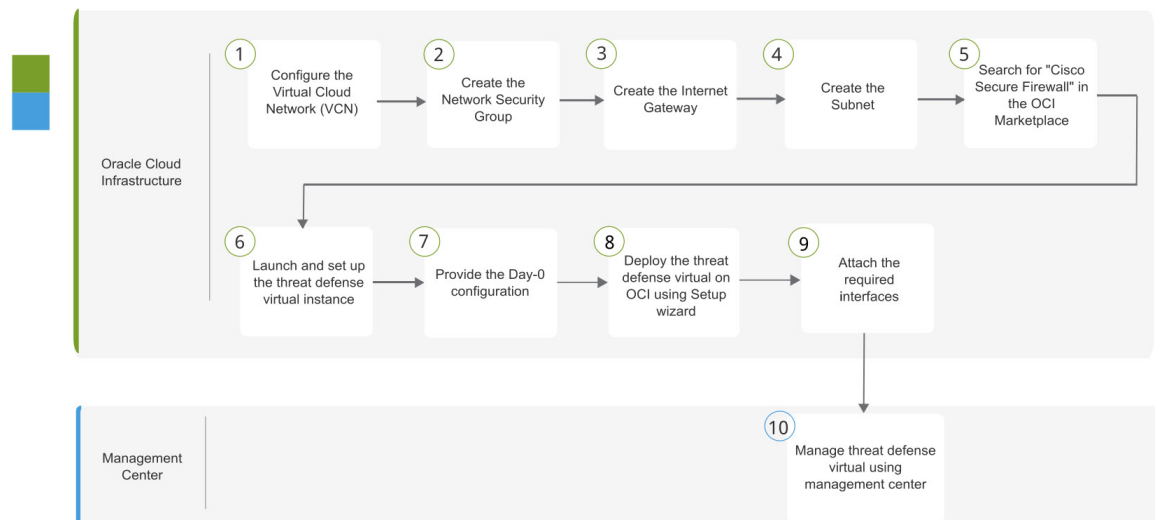 1
Configure the
Virtual Cloud
Network (VCN)
2
Create the
Network Security
Group
3
Create the Internet
Gateway
4
Create the
Subnet
5
Search for "Cisco
Secure Firewall" in
the OCI
Marketplace
Oracle Cloud
Infrastructure
6
Launch and set up
the threat defense
virtual instance
7
Provide the Day-0
configuration
8
Deploy the threat
defense virtual on
OCI using Setup
wizard
9
Attach the
required
interfaces
Management
Center
10
Manage threat defense
virtual using
management center